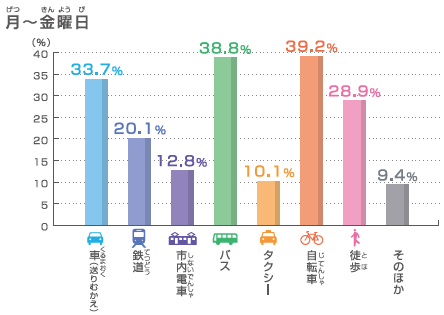 げつ きん よう び
月〜金曜日
(%)
40
35
30
25
20
15
10
5
0
33.7%
20.1%
12.8%
38.8%
10.1%
39.2%
28.9%
9.4%
車(送りむかえ)
くるま おく
鉄道
てつどう
市内電車
しないでんしゃ
バス
タクシー
自転車
じてんしゃ
徒歩
とほ
そのほか